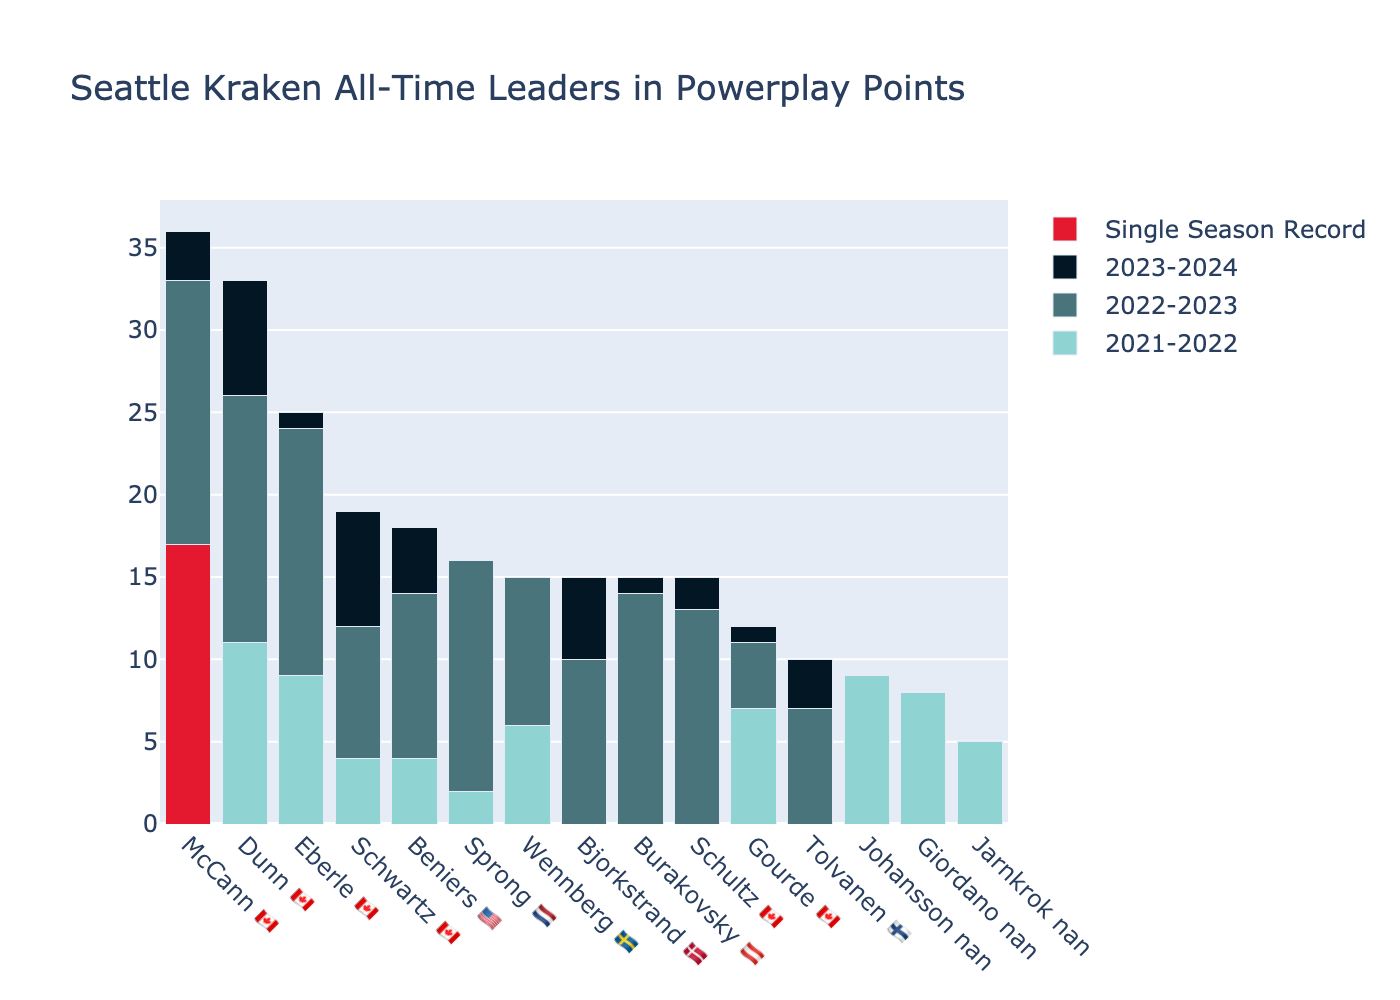 Seattle Kraken All-Time Leaders in Powerplay Points
Single Season Record
2023-2024
2022-2023
2021-2022
35
30
25
20
15
10
5
0
McCann 🇨🇦
Dunn 🇨🇦
Eberle 🇨🇦
Schwartz 🇨🇦
Beniers 🇺🇸
Sprong 🇳🇱
Wennberg 🇸🇪
Bjorkstrand 🇩🇰
Burakovsky 🇦🇹
Schultz 🇨🇦
Gourde 🇨🇦
Tolvanen 🇫🇮
Johansson nan
Giordano nan
Jarnkrok nan